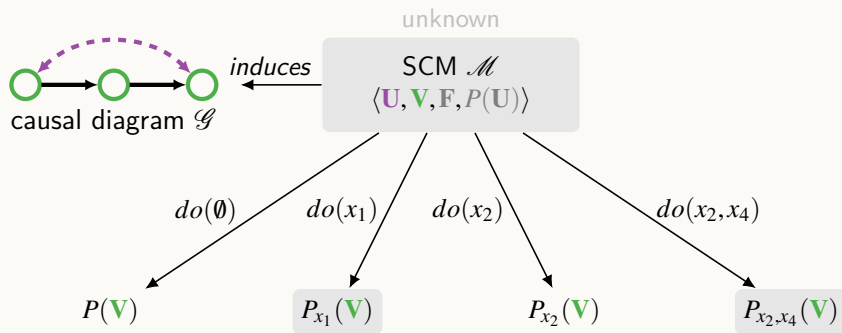 unknown
induces
SCM ℳ
⟨U, V, F, P(U)⟩
causal diagram 𝒢
do(∅)
do(x₁)
do(x₂)
do(x₂, x₄)
P(V)
Pₓ₁(V)
Pₓ₂(V)
Pₓ₂,ₓ₄(V)